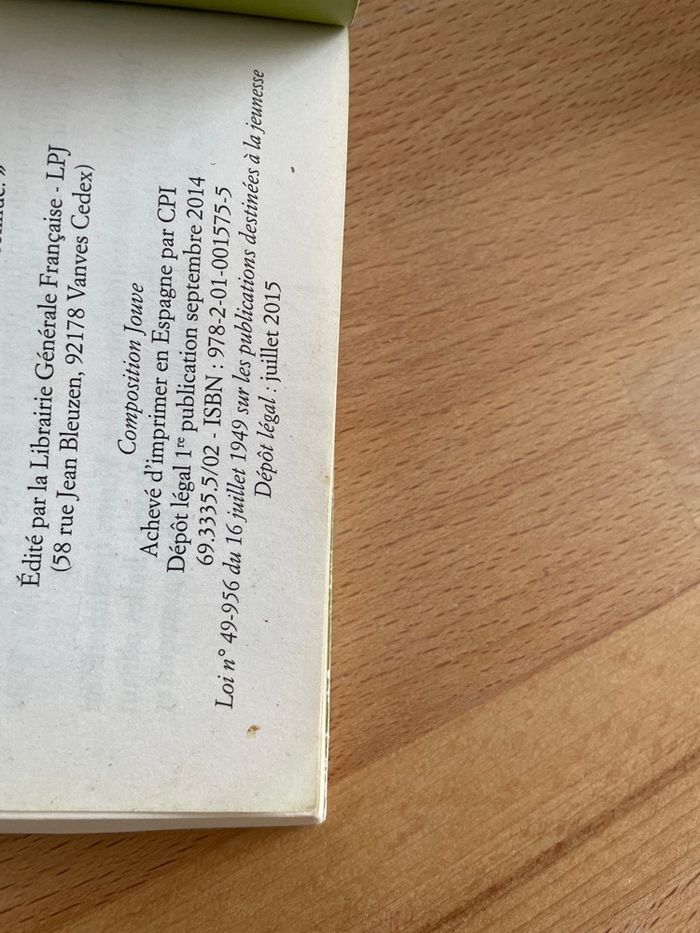 Édité par la Librairie Générale Française - LPJ
(58 rue Jean Bleuzen, 92178 Vanves Cedex)
Composition Jouve
Achevé d'imprimer en Espagne par CPI
Dépôt légal 1re publication septembre 2014
69.3335.5/02 - ISBN : 978-2-01-001575-5
Loi n° 49-956 du 16 juillet 1949 sur les publications destinées à la jeunesse
Dépôt légal : juillet 2015